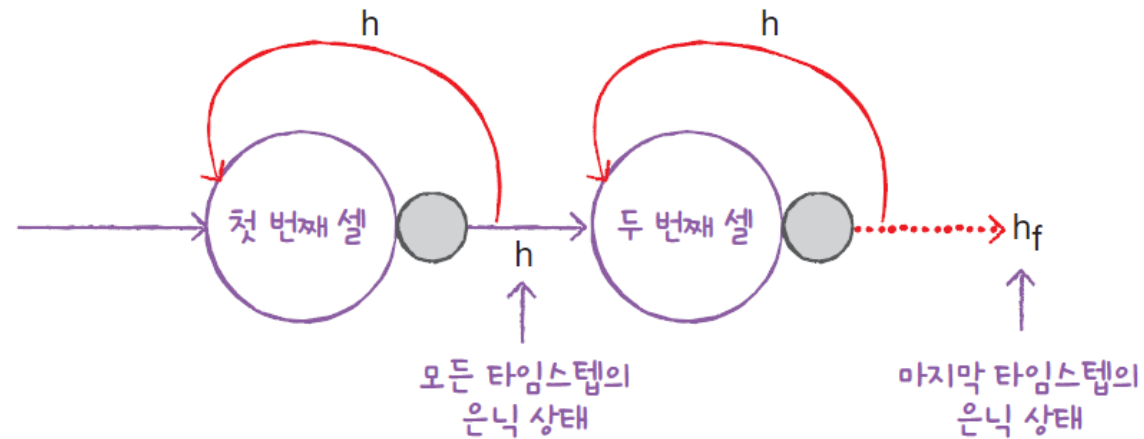 h
h
첫 번째 셀
두 번째 셀
h
hf
모든 타임스텝의
은닉 상태
마지막 타임스텝의
은닉 상태